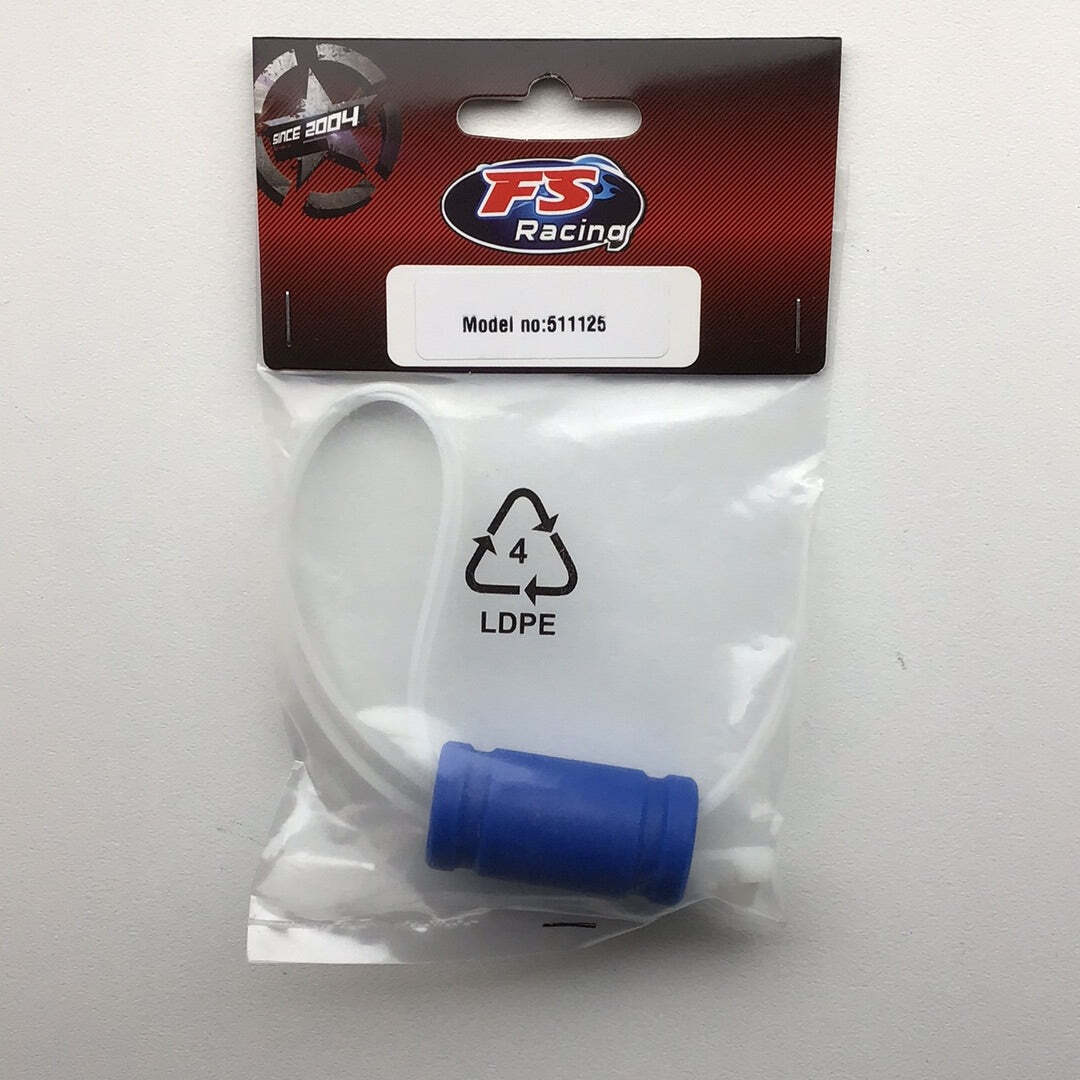 SINCE 2004
FS
Racing
Model no:511125
4
LDPE